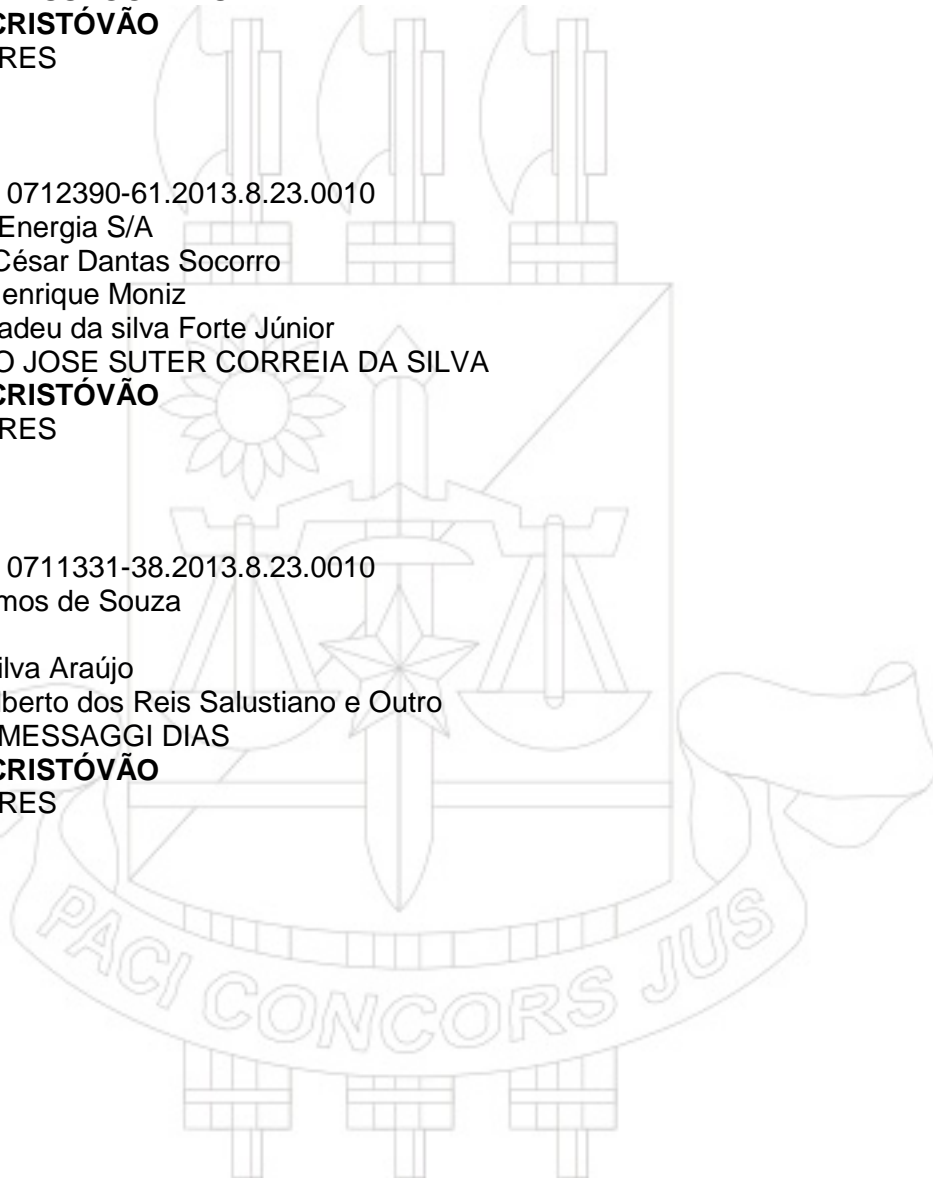 CRISTÓVÃO
RES
0712390-61.2013.8.23.0010
Energia S/A
César Dantas Socorro
enrique Moniz
adeu da silva Forte Júnior
O JOSE SUTER CORREIA DA SILVA
CRISTÓVÃO
RES
0711331-38.2013.8.23.0010
mos de Souza
ilva Araújo
lberto dos Reis Salustiano e Outro
MESSAGGI DIAS
CRISTÓVÃO
RES
PACI CONCORS JUS